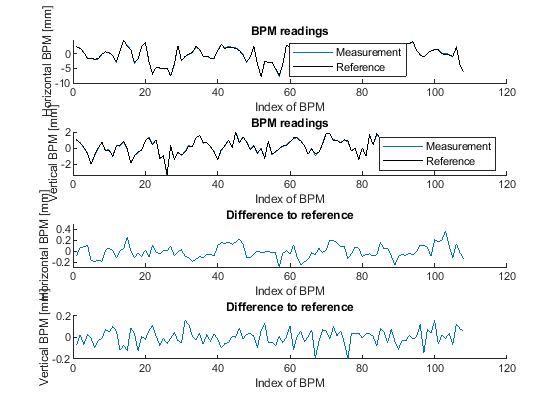 BPM readings
Horizontal BPM [mm]
0
-5
-10
Measurement
Reference
0 20 40 60 80 100 120
Index of BPM
BPM readings
Vertical BPM [mm]
2
0
-2
Measurement
Reference
0 20 40 60 80 100 120
Index of BPM
Difference to reference
Horizontal BPM [mm]
0.4
0.2
0
-0.2
0 20 40 60 80 100 120
Index of BPM
Difference to reference
Vertical BPM [mm]
0.2
0
-0.2
0 20 40 60 80 100 120
Index of BPM